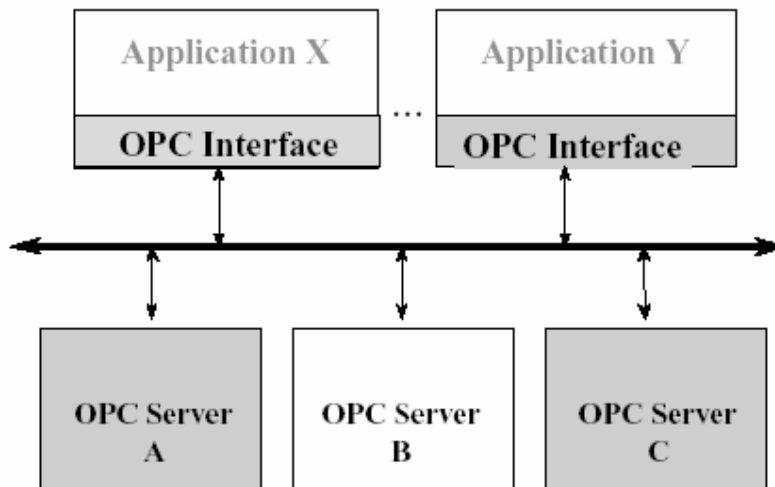 Application X
Application Y
...
OPC Interface
OPC Interface
OPC Server
A
OPC Server
B
OPC Server
C